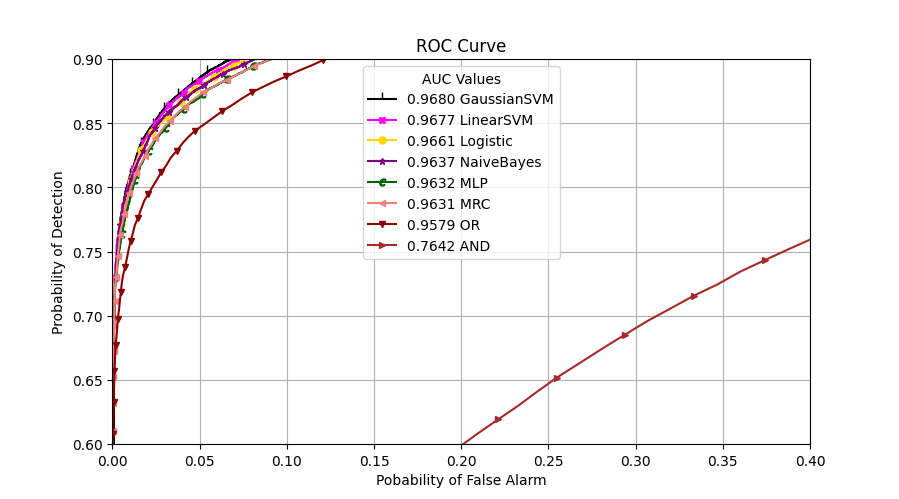 ROC Curve
0.90
0.85
0.80
0.75
0.70
0.65
0.60
Probability of Detection
AUC Values
0.9680 GaussianSVM
0.9677 LinearSVM
0.9661 Logistic
0.9637 NaiveBayes
0.9632 MLP
0.9631 MRC
0.9579 OR
0.7642 AND
0.00 0.05 0.10 0.15 0.20 0.25 0.30 0.35 0.40
Pobability of False Alarm